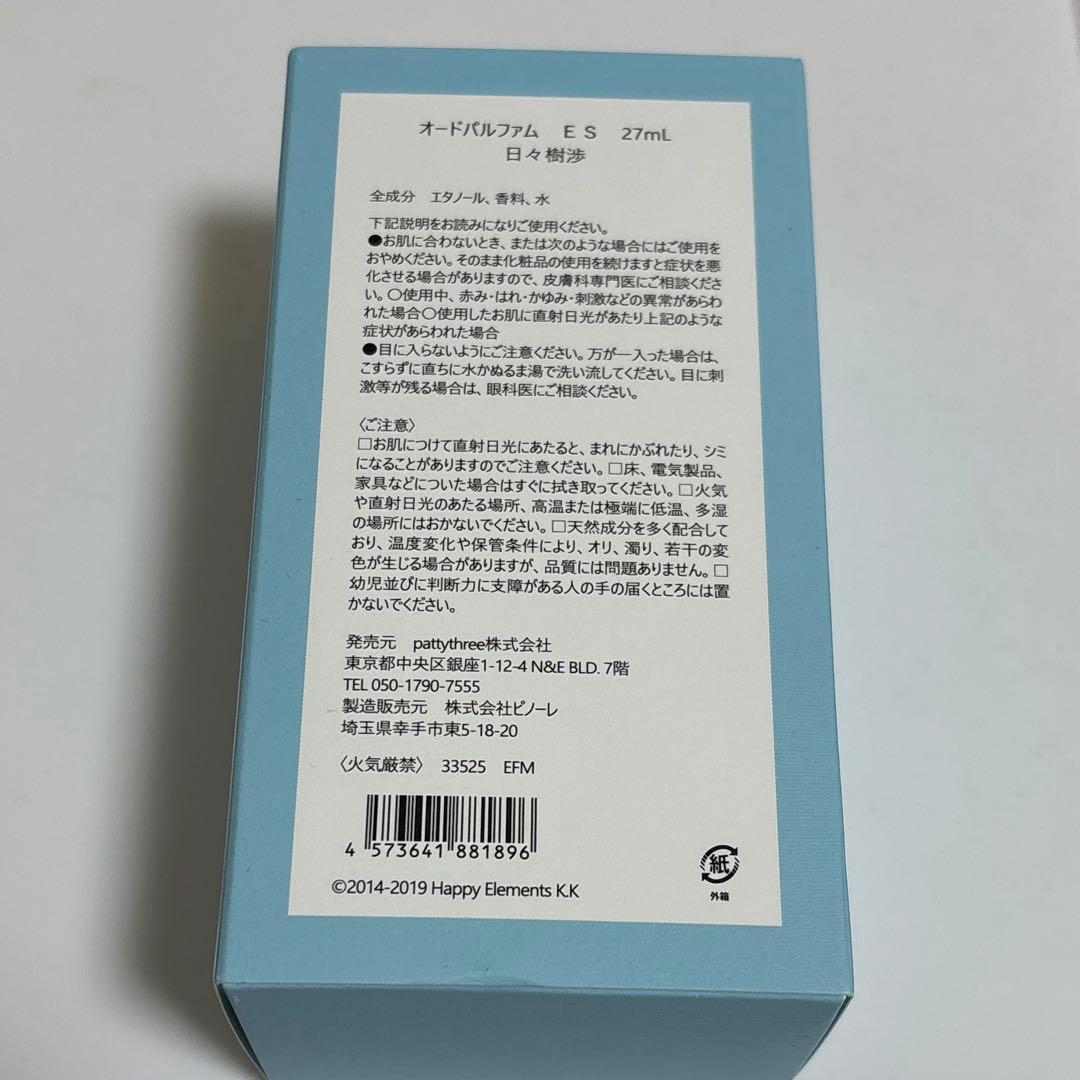 オードパルファム　ＥＳ　27mL
日々樹渉
全成分　エタノール、香料、水
下記説明をお読みになりご使用ください。
●お肌に合わないとき、または次のような場合にはご使用を
おやめください。そのまま化粧品の使用を続けますと症状を悪
化させる場合がありますので、皮膚科専門医にご相談くださ
い。〇使用中、赤み・はれ・かゆみ・刺激などの異常があらわ
れた場合〇使用したお肌に直射日光があたり上記のような
症状があらわれた場合
●目に入らないようにご注意ください。万が一入った場合は、
こすらずに直ちに水かぬるま湯で洗い流してください。目に刺
激等が残る場合は、眼科医にご相談ください。
〈ご注意〉
□お肌につけて直射日光にあたると、まれにかぶれたり、シミ
になることがありますのでご注意ください。□床、電気製品、
家具などについた場合はすぐに拭き取ってください。□火気
や直射日光のあたる場所、高温または極端に低温、多湿
の場所にはおかないでください。□天然成分を多く配合して
おり、温度変化や保管条件により、オリ、濁り、若干の変
色が生じる場合がありますが、品質には問題ありません。□
幼児並びに判断力に支障がある人の手の届くところには置
かないでください。
発売元　pattythree株式会社
東京都中央区銀座1-12-4 N&E BLD. 7階
TEL 050-1790-7555
製造販売元　株式会社ピノーレ
埼玉県幸手市東5-18-20
〈火気厳禁〉　33525　EFM
4 573641 881896
©2014-2019 Happy Elements K.K
紙
外箱